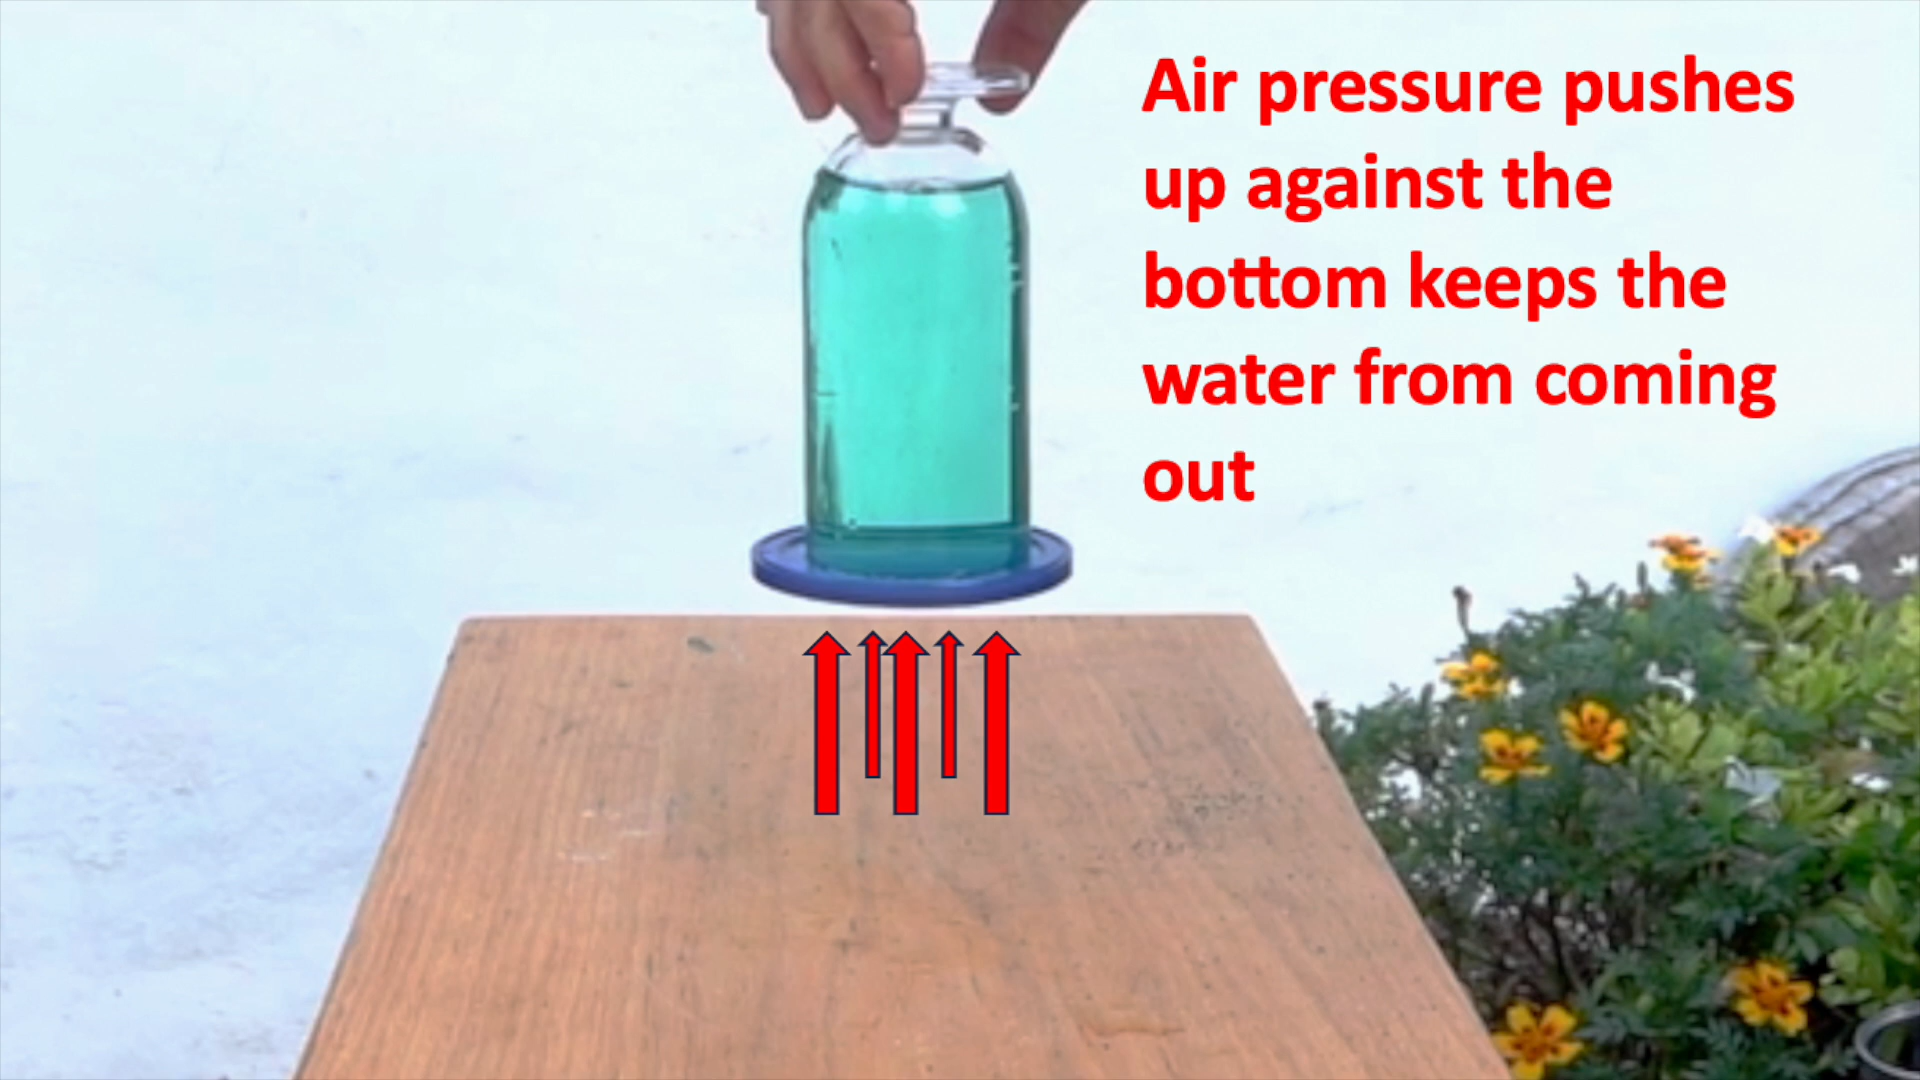 Air pressure pushes
up against the
bottom keeps the
water from coming
out